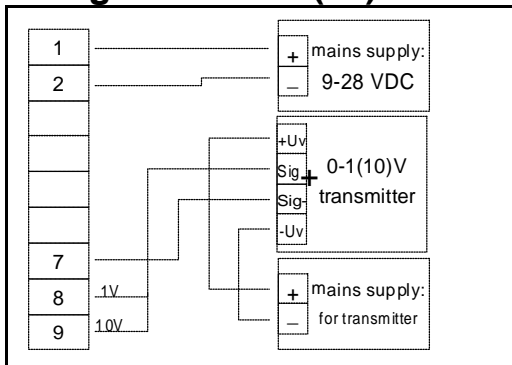 1
2
7
8
9
1V
10V
+
–
mains supply:
9-28 VDC
+Uv
Sig+
Sig-
-Uv
0-1(10)V
transmitter
+
–
mains supply:
for transmitter